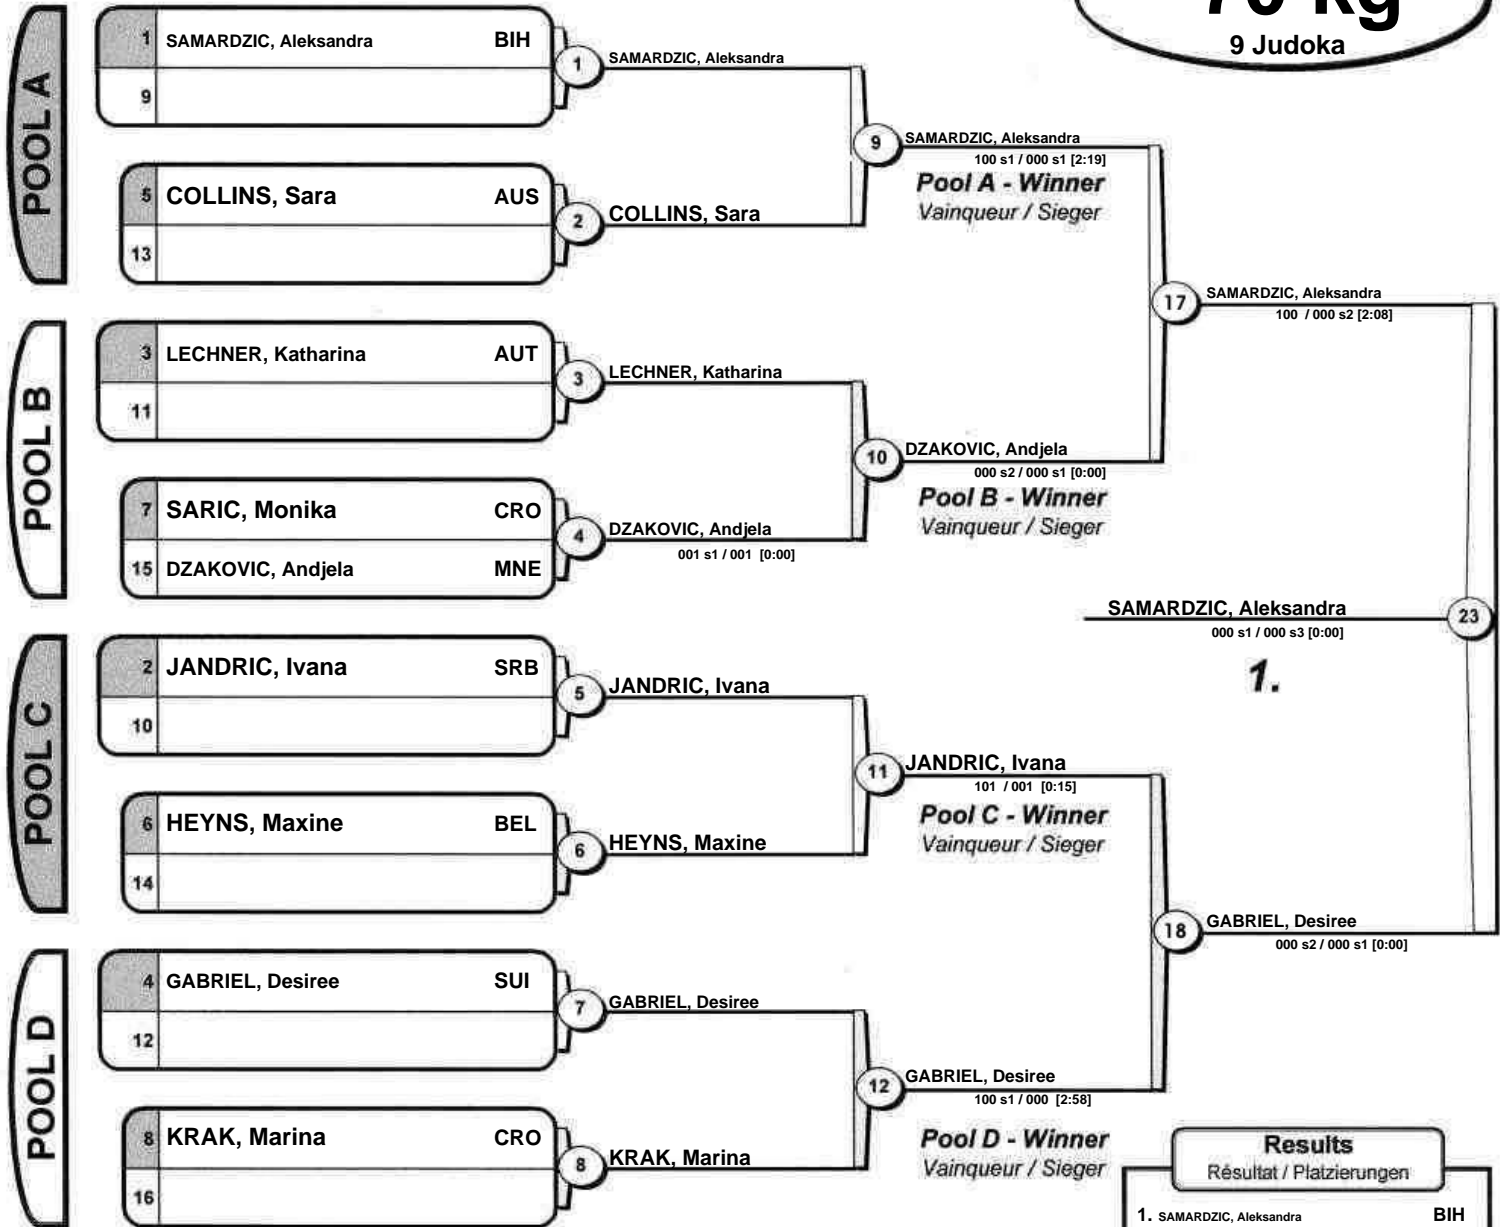 70 kg
9 Judoka
POOL A
1 SAMARDZIC, Aleksandra BIH
9
1 SAMARDZIC, Aleksandra
5 COLLINS, Sara AUS
13
2 COLLINS, Sara
9 SAMARDZIC, Aleksandra
100 s1 / 000 s1 [2:19]
Pool A - Winner
Vainqueur / Sieger
17 SAMARDZIC, Aleksandra
100 / 000 s2 [2:08]
POOL B
3 LECHNER, Katharina AUT
11
3 LECHNER, Katharina
7 SARIC, Monika CRO
15 DZAKOVIC, Andjela MNE
4 DZAKOVIC, Andjela
001 s1 / 001 [0:00]
10 DZAKOVIC, Andjela
000 s2 / 000 s1 [0:00]
Pool B - Winner
Vainqueur / Sieger
SAMARDZIC, Aleksandra 23
000 s1 / 000 s3 [0:00]
1.
POOL C
2 JANDRIC, Ivana SRB
10
5 JANDRIC, Ivana
6 HEYNS, Maxine BEL
14
6 HEYNS, Maxine
11 JANDRIC, Ivana
101 / 001 [0:15]
Pool C - Winner
Vainqueur / Sieger
18 GABRIEL, Desiree
000 s2 / 000 s1 [0:00]
POOL D
4 GABRIEL, Desiree SUI
12
7 GABRIEL, Desiree
8 KRAK, Marina CRO
16
8 KRAK, Marina
12 GABRIEL, Desiree
100 s1 / 000 [2:58]
Pool D - Winner
Vainqueur / Sieger
Results
Résultat / Platzierungen
1. SAMARDZIC, Aleksandra BIH